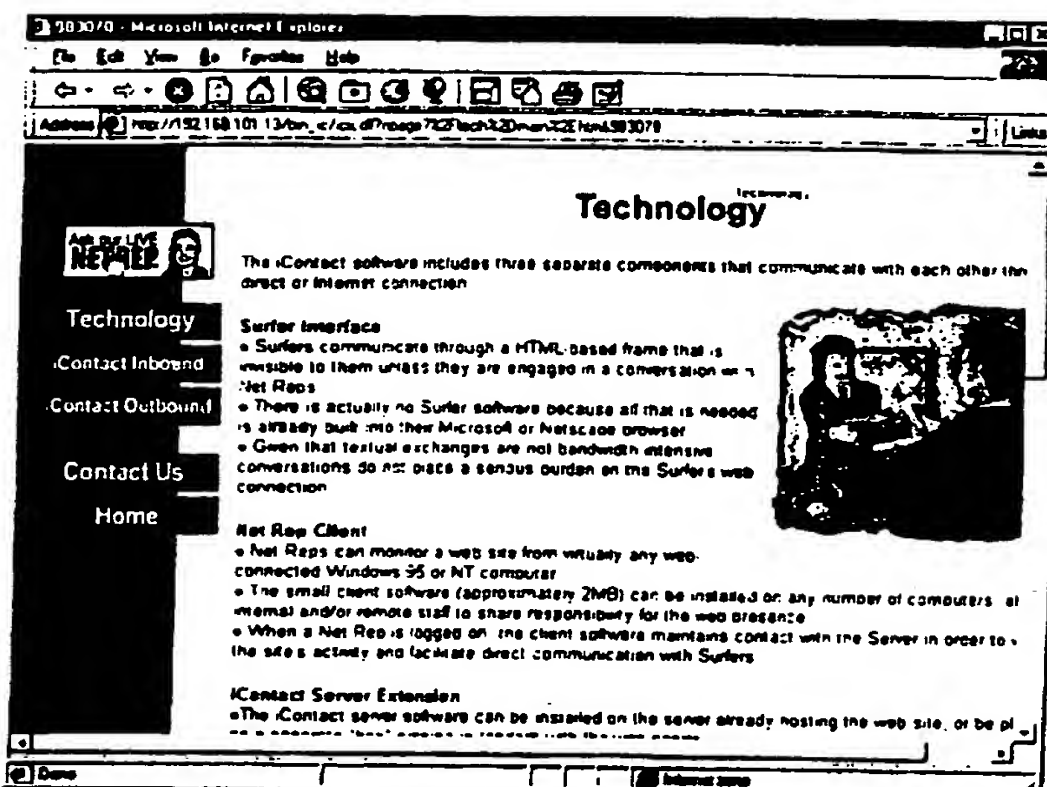 983070 - Microsoft Internet Explorer
File Edit View Go Favorites Help
Address
Links
Technology
Technology
Ask our LIVE
NETREP
The iContact software includes three separate components that communicate with each other thro
direct or Internet connection
Technology
iContact Inbound
iContact Outbound
Contact Us
Home
Surfer Interface
• Surfers communicate through a HTML-based frame that is
invisible to them unless they are engaged in a conversation with
Net Reps
• There is actually no Surfer software because all that is needed
is already built into their Microsoft or Netscape browser
• Given that textual exchanges are not bandwidth intensive
conversations do not place a serious burden on the Surfers web
connection
Net Rep Client
• Net Reps can monitor a web site from virtually any web-
connected Windows 95 or NT computer
• The small client software (approximately 2MB) can be installed on any number of computers, al
internal and/or remote staff to share responsibility for the web presence
• When a Net Rep is logged on, the client software maintains contact with the Server in order to v
the site's activity and facilitate direct communication with Surfers
iContact Server Extension
•The iContact server software can be installed on the server already hosting the web site, or be pl
Done
Internet zone